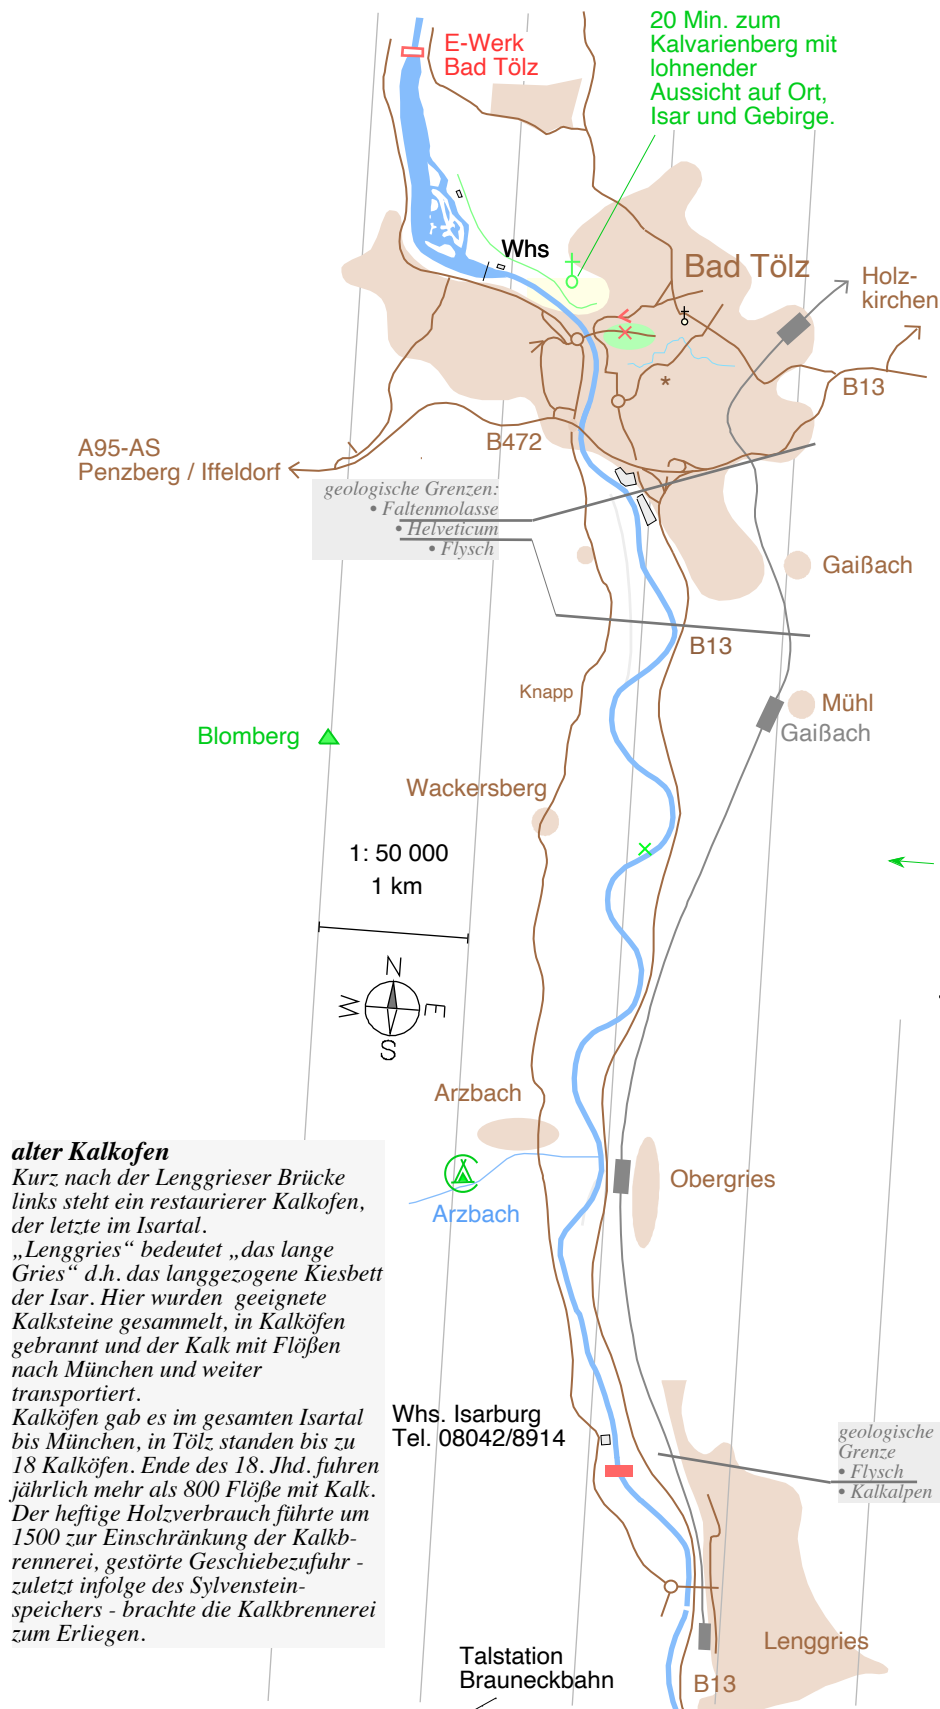 20 Min. zum
Kalvarienberg mit
lohnender
Aussicht auf Ort,
Isar und Gebirge.
E-Werk
Bad Tölz
Whs
Bad Tölz
Holz-
kirchen
B13
A95-AS
Penzberg / Iffeldorf
B472
geologische Grenzen:
• Faltenmolasse
• Helveticum
• Flysch
Gaißach
B13
Knapp
Mühl
Gaißach
Blomberg
Wackersberg
1: 50 000
1 km
N
W
E
S
Arzbach
Obergries
Arzbach
alter Kalkofen
Kurz nach der Lenggrieser Brücke
links steht ein restaurierer Kalkofen,
der letzte im Isartal.
„Lenggries“ bedeutet „das lange
Gries“ d.h. das langgezogene Kiesbett
der Isar. Hier wurden geeignete
Kalksteine gesammelt, in Kalköfen
gebrannt und der Kalk mit Flößen
nach München und weiter
transportiert.
Kalköfen gab es im gesamten Isartal
bis München, in Tölz standen bis zu
18 Kalköfen. Ende des 18. Jhd. fuhren
jährlich mehr als 800 Flöße mit Kalk.
Der heftige Holzverbrauch führte um
1500 zur Einschränkung der Kalkb-
rennerei, gestörte Geschiebezufuhr -
zuletzt infolge des Sylvenstein-
speichers - brachte die Kalkbrennerei
zum Erliegen.
Whs. Isarburg
Tel. 08042/8914
geologische
Grenze
• Flysch
• Kalkalpen
Lenggries
Talstation
Brauneckbahn
B13